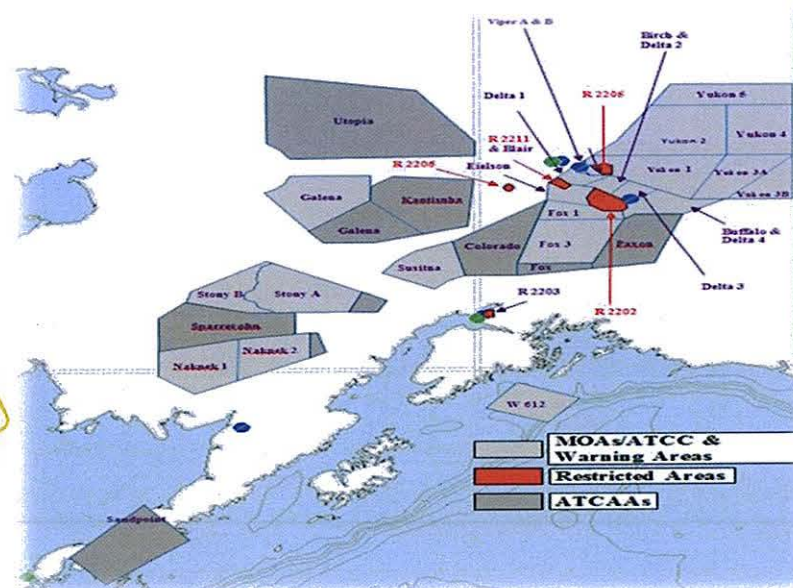 Viper A & B
Birch &
Delta 2
Delta 1
R 2205
Yukon 5
Utopia
R 2211
& Blair
Yukon 2
Yukon 4
R 2206
Eielson
Yukon 1
Yukon 3A
Yukon 3B
Galena
Kantishna
Galena
Fox 1
Buffalo &
Delta 4
Colorado
Fox 3
Paxon
Susitna
Fox
Delta 3
Stony B
Stony A
R 2203
R 2202
Naknek 1
Naknek 2
W 612
MOAs/ATCC &
Warning Areas
Restricted Areas
ATCAAs
Sandpoint